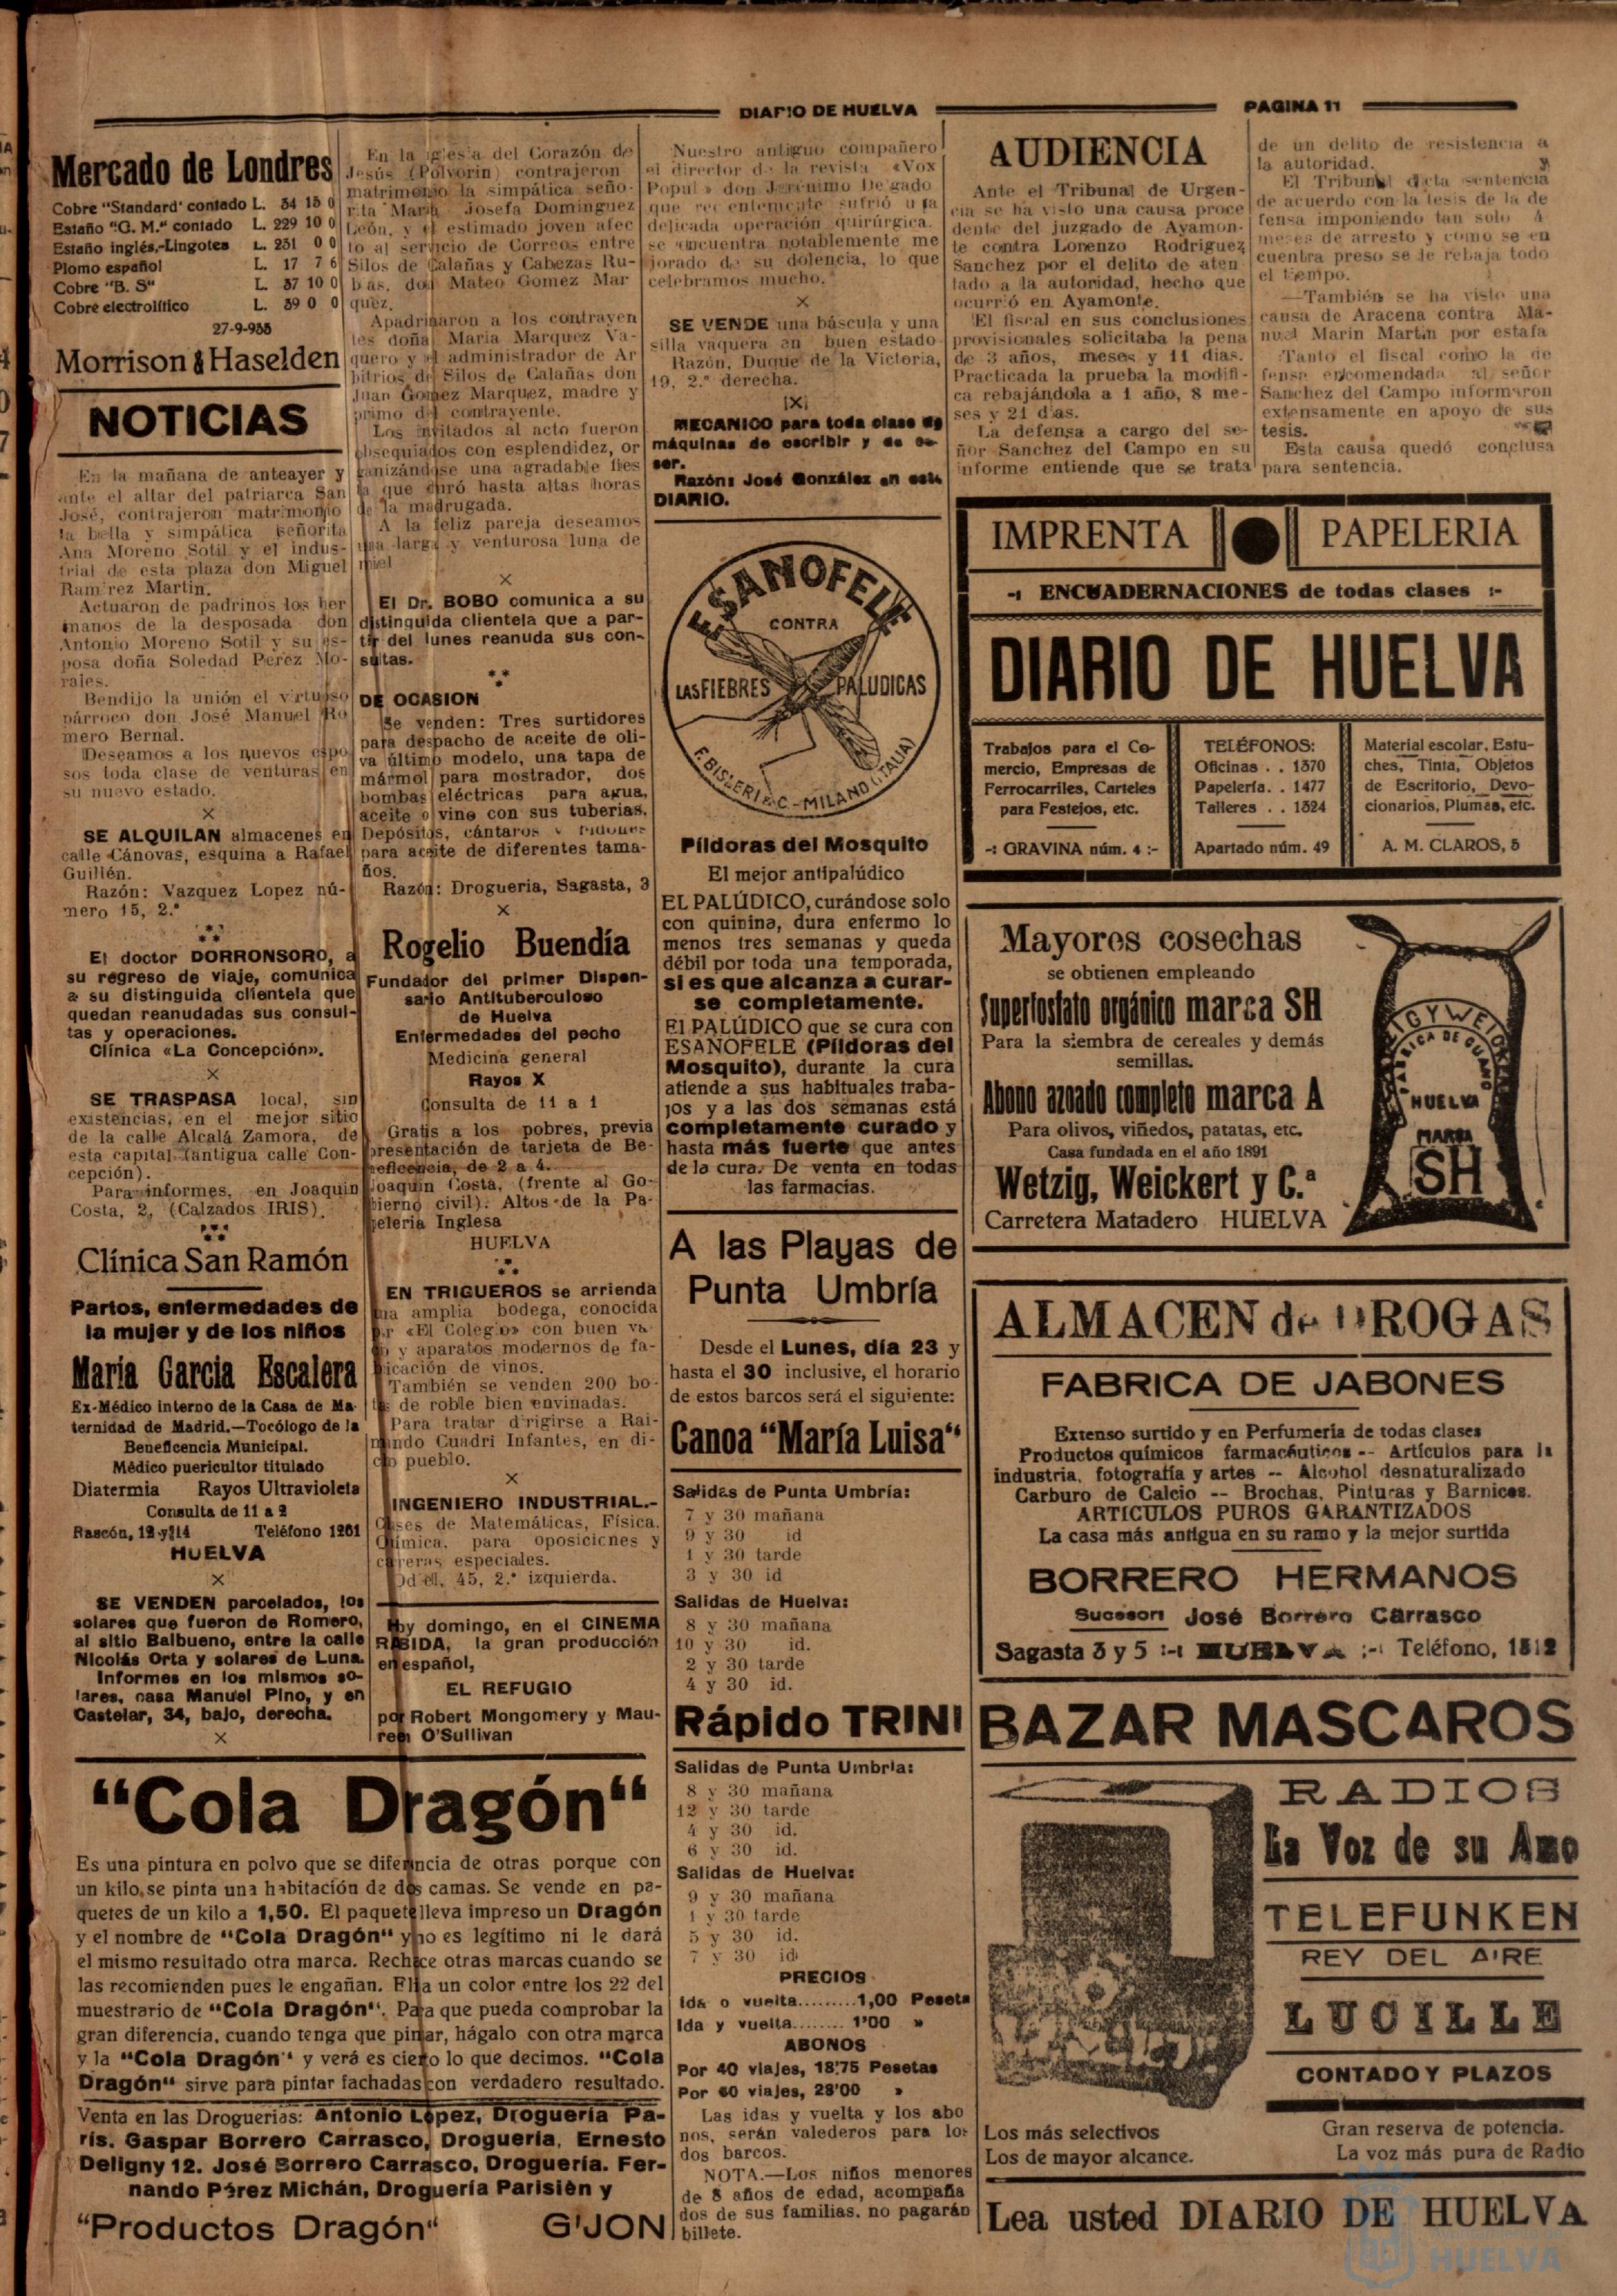 DIARIO DE HUELVA
PAGINA 11
Mercado de Londres
Cobre "Standard' contado L. 34 15 0
Estaño "G. M." contado L. 229 10 0
Estaño inglés,-Lingotes L. 231 0 0
Plomo español L. 17 7 6
Cobre "B. S" L. 37 10 0
Cobre electrolítico L. 39 0 0
27-9-935
Morrison & Haselden
NOTICIAS
En la mañana de anteayer y
ante el altar del patriarca San
José, contrajeron matrimonio
la bella y simpática señorita
Ana Moreno Sotil y el indus-
trial de esta plaza don Miguel
Ramírez Martin.
Actuaron de padrinos los her
manos de la desposada don
Antonio Moreno Sotil y su es-
posa doña Soledad Perez Mo-
rales.
Bendijo la unión el virtuoso
párroco don José Manuel Ro
mero Bernal.
Deseamos a los nuevos espo
sos toda clase de venturas en
su nuevo estado.
×
SE ALQUILAN almacenes en
calle Cánovas, esquina a Rafael
Guillén.
Razón: Vazquez Lopez nú-
mero 15, 2.º
El doctor DORRONSORO, a
su regreso de viaje, comunica
a su distinguida clientela que
quedan reanudadas sus consul-
tas y operaciones.
Clínica «La Concepción».
×
SE TRASPASA local, sin
existencias, en el mejor sitio
de la calle Alcalá Zamora, de
esta capital. (antigua calle Con-
cepción).
Para informes, en Joaquin
Costa, 2, (Calzados IRIS).
Clínica San Ramón
Partos, enfermedades de
la mujer y de los niños
Maria Garcia Escalera
Ex-Médico interno de la Casa de Ma-
ternidad de Madrid.—Tocólogo de la
Beneficencia Municipal.
Médico puericultor titulado
Diatermia Rayos Ultravioleta
Consulta de 11 a 2
Rascón, 12 y 14 Teléfono 1261
HUELVA
×
SE VENDEN parcelados, los
solares que fueron de Romero,
al sitio Balbueno, entre la calle
Nicolás Orta y solares de Luna.
Informes en los mismos so-
lares, casa Manuel Pino, y en
Castelar, 34, bajo, derecha.
×
En la iglesia del Corazón de
Jesús (Polvorin) contrajeron
matrimonio la simpática seño-
rita María Josefa Dominguez
León, y el estimado joven afec
to al servicio de Correos entre
Silos de Calañas y Cabezas Ru-
bias, don Mateo Gomez Mar
quez.
Apadrinaron a los contrayen
tes doña Maria Marquez Va-
quero y el administrador de Ar
bitrios de Silos de Calañas don
Juan Gomez Marquez, madre y
primo del contrayente.
Los invitados al acto fueron
obsequiados con esplendidez, or
ganizándose una agradable fies
ta que duró hasta altas horas
de la madrugada.
A la feliz pareja deseamos
una larga y venturosa luna de
miel
×
El Dr. BOBO comunica a su
distinguida clientela que a par-
tir del lunes reanuda sus con-
sultas.
DE OCASION
Se venden: Tres surtidores
para despacho de aceite de oli-
va último modelo, una tapa de
mármol para mostrador, dos
bombas eléctricas para agua,
aceite o vino con sus tuberias.
Depósitos, cántaros y bidones
para aceite de diferentes tama-
ños.
Razón: Drogueria, Sagasta, 3
×
Rogelio Buendía
Fundador del primer Dispen-
sario Antituberculoso
de Huelva
Enfermedades del pecho
Medicina general
Rayos X
Consulta de 11 a 1
Gratis a los pobres, previa
presentación de tarjeta de Be-
neficencia, de 2 a 4.
Joaquin Costa, (frente al Go-
bierno civil). Altos de la Pa-
peleria Inglesa
HUELVA
EN TRIGUEROS se arrienda
una amplia bodega, conocida
por «El Colegio» con buen va-
so y aparatos modernos de fa-
bricación de vinos.
También se venden 200 bo-
tas de roble bien envinadas.
Para tratar dirigirse a Rai-
mundo Cuadri Infantes, en di-
cho pueblo.
×
INGENIERO INDUSTRIAL.-
Clases de Matemáticas, Física.
Química, para oposiciones y
carreras especiales.
Odiel, 45, 2.º izquierda.
Hoy domingo, en el CINEMA
RABIDA, la gran producción
en español,
EL REFUGIO
por Robert Mongomery y Mau-
reen O'Sullivan
"Cola Dragón"
Es una pintura en polvo que se diferencia de otras porque con
un kilo, se pinta una habitación de dos camas. Se vende en pa-
quetes de un kilo a 1,50. El paquete lleva impreso un Dragón
y el nombre de "Cola Dragón" y no es legítimo ni le dará
el mismo resultado otra marca. Rechece otras marcas cuando se
las recomienden pues le engañan. Elija un color entre los 22 del
muestrario de "Cola Dragón". Para que pueda comprobar la
gran diferencia, cuando tenga que pintar, hágalo con otra marca
y la "Cola Dragón" y verá es cierto lo que decimos. "Cola
Dragón" sirve para pintar fachadas con verdadero resultado.
Venta en las Droguerias: Antonio López, Droguería Pa-
rís. Gaspar Borrero Carrasco, Droguería, Ernesto
Deligny 12. José Borrero Carrasco, Droguería. Fer-
nando Pérez Michán, Droguería Parisièn y
"Productos Dragón" GIJON
Nuestro antiguo compañero
el director de la revista «Vox
Populi» don Jerónimo Delgado
que recientemente sufrió una
delicada operación quirúrgica.
se encuentra notablemente me
jorado de su dolencia, lo que
celebramos mucho.
×
SE VENDE una báscula y una
silla vaquera en buen estado
Razón, Duque de la Victoria,
19, 2.º derecha.
×
MECANICO para toda clase de
máquinas de escribir y de co-
ser.
Razón: José González en este
DIARIO.
ESANOFELE
CONTRA
LAS FIEBRES PALUDICAS
F. BISLERI & C.-MILANO (ITALIA)
Píldoras del Mosquito
El mejor antipalúdico
EL PALÚDICO, curándose solo
con quinina, dura enfermo lo
menos tres semanas y queda
débil por toda una temporada,
si es que alcanza a curar-
se completamente.
El PALÚDICO que se cura con
ESANOFELE (Píldoras del
Mosquito), durante la cura
atiende a sus habituales traba-
jos y a las dos semanas está
completamente curado y
hasta más fuerte que antes
de la cura. De venta en todas
las farmacias.
A las Playas de
Punta Umbría
Desde el Lunes, día 23 y
hasta el 30 inclusive, el horario
de estos barcos será el siguiente:
Canoa "María Luisa"
Salidas de Punta Umbría:
7 y 30 mañana
9 y 30 id
1 y 30 tarde
3 y 30 id
Salidas de Huelva:
8 y 30 mañana
10 y 30 id.
2 y 30 tarde
4 y 30 id.
Rápido TRINI
Salidas de Punta Umbría:
8 y 30 mañana
12 y 30 tarde
4 y 30 id.
6 y 30 id.
Salidas de Huelva:
9 y 30 mañana
1 y 30 tarde
5 y 30 id.
7 y 30 id
PRECIOS
Ida o vuelta.........1,00 Peseta
Ida y vuelta........ 1'00 »
ABONOS
Por 40 viajes, 18'75 Pesetas
Por 60 viajes, 28'00 »
Las idas y vuelta y los abo
nos, serán valederos para los
dos barcos.
NOTA.—Los niños menores
de 8 años de edad, acompaña
dos de sus familias. no pagarán
billete.
AUDIENCIA
Ante el Tribunal de Urgen-
cia se ha visto una causa proce
dente del juzgado de Ayamon-
te contra Lorenzo Rodriguez
Sanchez por el delito de aten
tado a la autoridad, hecho que
ocurrió en Ayamonte.
El fiscal en sus conclusiones
provisionales solicitaba la pena
de 3 años, meses y 11 dias.
Practicada la prueba la modifi-
ca rebajándola a 1 año, 8 me-
ses y 21 dias.
La defensa a cargo del se-
ñor Sanchez del Campo en su
informe entiende que se trata
de un delito de resistencia a
la autoridad. y
El Tribunal dicta sentencia
de acuerdo con la tesis de la de
fensa imponiendo tan solo 4
meses de arresto y como se en
cuentra preso se le rebaja todo
el tiempo.
—También se ha visto una
causa de Aracena contra Ma-
nuel Marin Martin por estafa
Tanto el fiscal como la de
fensa encomendada al señor
Sanchez del Campo informaron
extensamente en apoyo de sus
tesis.
Esta causa quedó conclusa
para sentencia.
IMPRENTA PAPELERIA
-: ENCUADERNACIONES de todas clases :-
DIARIO DE HUELVA
Trabajos para el Co-
mercio, Empresas de
Ferrocarriles, Carteles
para Festejos, etc.
-: GRAVINA núm. 4 :-
TELÉFONOS:
Oficinas . . 1370
Papelería. . 1477
Talleres . . 1324
Apartado núm. 49
Material escolar, Estu-
ches, Tinta, Objetos
de Escritorio, Devo-
cionarios, Plumas, etc.
A. M. CLAROS, 5
Mayores cosechas
se obtienen empleando
Superfosfato orgánico marca SH
Para la siembra de cereales y demás
semillas.
Abono azoado completo marca A
Para olivos, viñedos, patatas, etc.
Casa fundada en el año 1891
Wetzig, Weickert y C.ª
Carretera Matadero HUELVA
FABRICA DE GUANO
HUELVA
MARCA
SH
ALMACEN de DROGAS
FABRICA DE JABONES
Extenso surtido y en Perfumería de todas clases
Productos químicos farmacéuticos -- Artículos para la
industria, fotografía y artes -- Alcohol desnaturalizado
Carburo de Calcio -- Brochas, Pinturas y Barnices.
ARTICULOS PUROS GARANTIZADOS
La casa más antigua en su ramo y la mejor surtida
BORRERO HERMANOS
Sucesor: José Borrero Carrasco
Sagasta 3 y 5 :-: HUELVA :-: Teléfono, 1312
BAZAR MASCAROS
RADIOS
La Voz de su Amo
TELEFUNKEN
REY DEL AIRE
LUCILLE
CONTADO Y PLAZOS
Los más selectivos
Los de mayor alcance.
Gran reserva de potencia.
La voz más pura de Radio
Lea usted DIARIO DE HUELVA
HUELVA